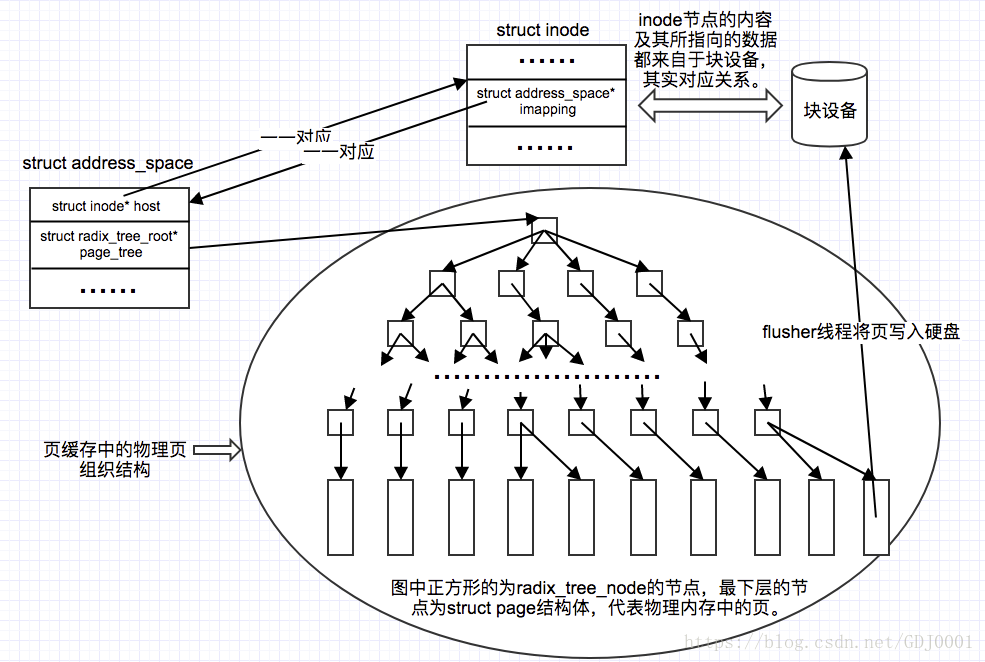 struct inode
······
struct address_space*
imapping
······
inode节点的内容
及其所指向的数据
都来自于块设备，
其实对应关系。
块设备
一一对应
一一对应
struct address_space
struct inode* host
struct radix_tree_root*
page_tree
······
flusher线程将页写入硬盘
页缓存中的物理页
组织结构
图中正方形的为radix_tree_node的节点，最下层的节
点为struct page结构体，代表物理内存中的页。
https://blog.csdn.net/GDJ0001